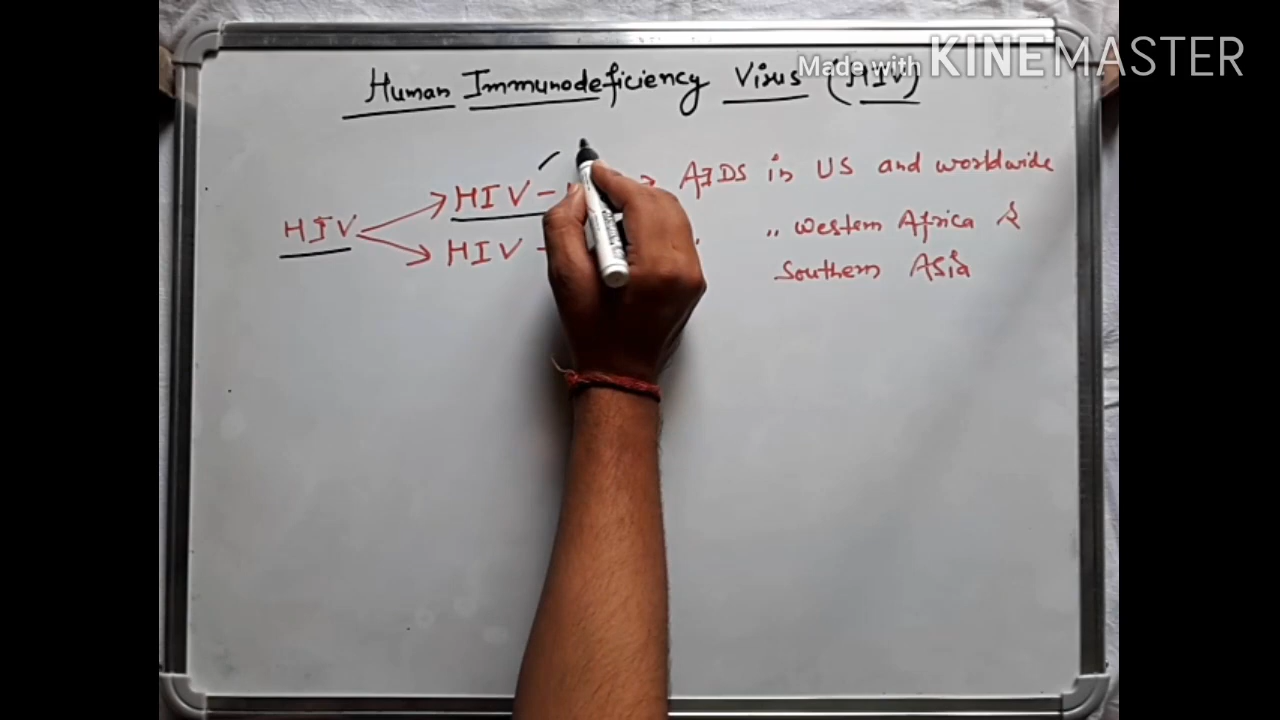 Made with KINEMASTER
Human Immunodeficiency Virus (HIV)
HIV - AIDS in US and worldwide
HIV
HIV - " Western Africa &
Southern Asia